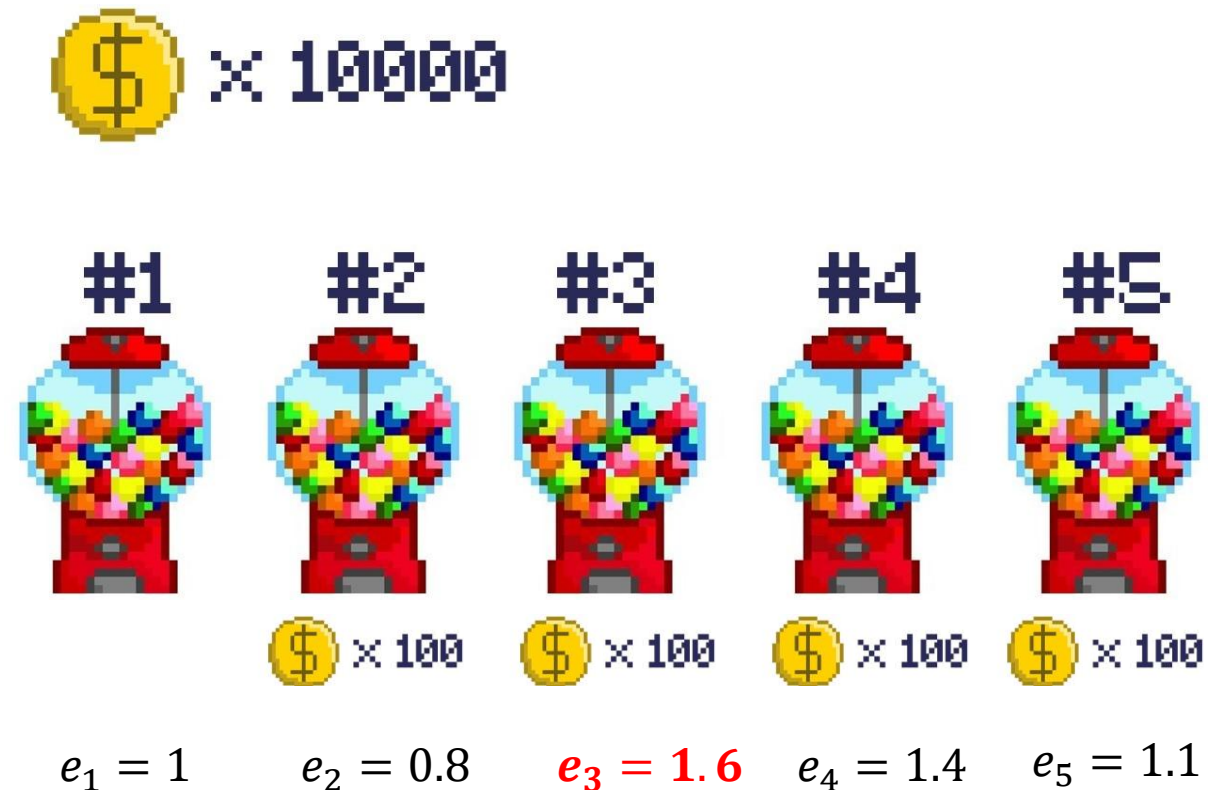 $ × 10000
#1 #2 #3 #4 #5
$ × 100 $ × 100 $ × 100 $ × 100
e₁ = 1 e₂ = 0.8 e₃ = 1.6 e₄ = 1.4 e₅ = 1.1